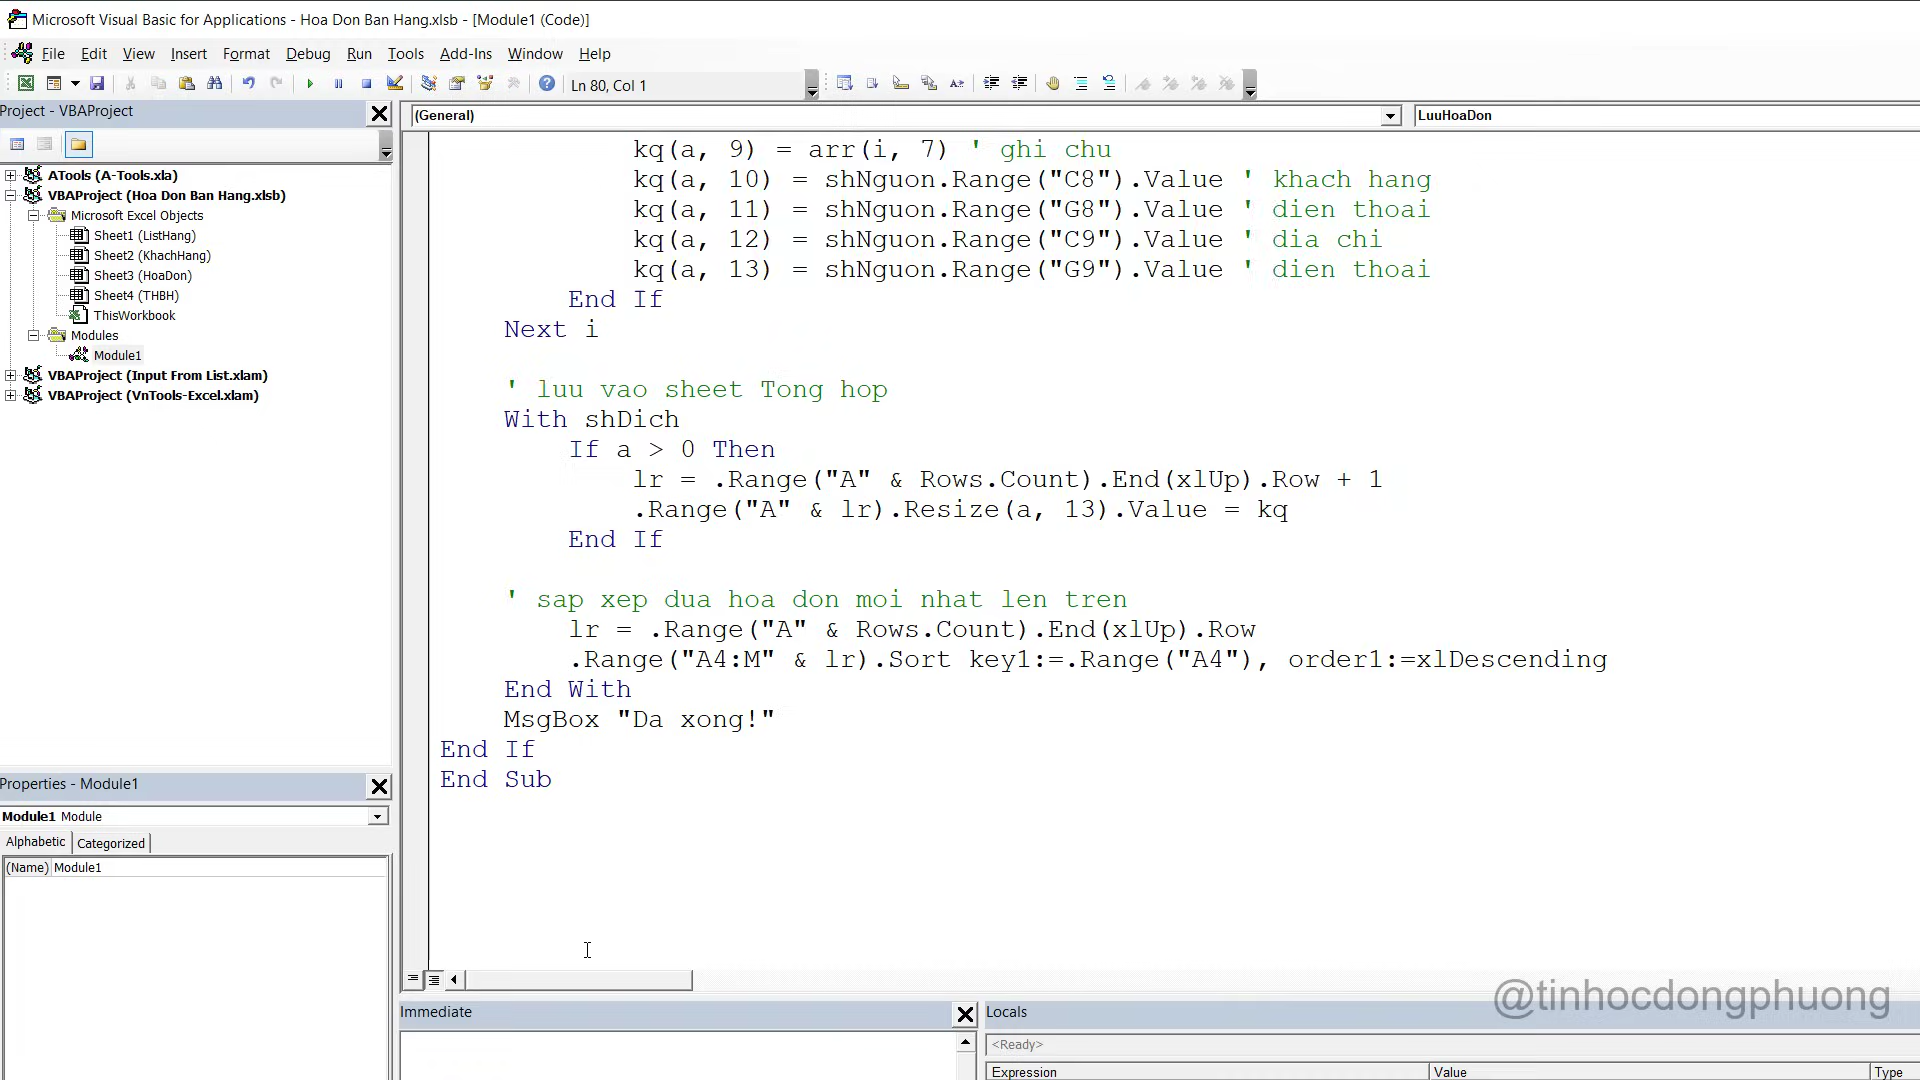 Microsoft Visual Basic for Applications - Hoa Don Ban Hang.xlsb - [Module1 (Code)]
File Edit View Insert Format Debug Run Tools Add-Ins Window Help
Ln 80, Col 1
Project - VBAProject
ATools (A-Tools.xla)
VBAProject (Hoa Don Ban Hang.xlsb)
Microsoft Excel Objects
Sheet1 (ListHang)
Sheet2 (KhachHang)
Sheet3 (HoaDon)
Sheet4 (THBH)
ThisWorkbook
Modules
Module1
VBAProject (Input From List.xlam)
VBAProject (VnTools-Excel.xlam)
Properties - Module1
Module1 Module
Alphabetic Categorized
(Name) Module1
(General) LuuHoaDon
kq(a, 9) = arr(i, 7) ' ghi chu
kq(a, 10) = shNguon.Range("C8").Value ' khach hang
kq(a, 11) = shNguon.Range("G8").Value ' dien thoai
kq(a, 12) = shNguon.Range("C9").Value ' dia chi
kq(a, 13) = shNguon.Range("G9").Value ' dien thoai
End If
Next i
' luu vao sheet Tong hop
With shDich
If a > 0 Then
lr = .Range("A" & Rows.Count).End(xlUp).Row + 1
.Range("A" & lr).Resize(a, 13).Value = kq
End If
' sap xep dua hoa don moi nhat len tren
lr = .Range("A" & Rows.Count).End(xlUp).Row
.Range("A4:M" & lr).Sort key1:=.Range("A4"), order1:=xlDescending
End With
MsgBox "Da xong!"
End If
End Sub
@tinhocdongphuong
Immediate
Locals
<Ready>
Expression Value Type